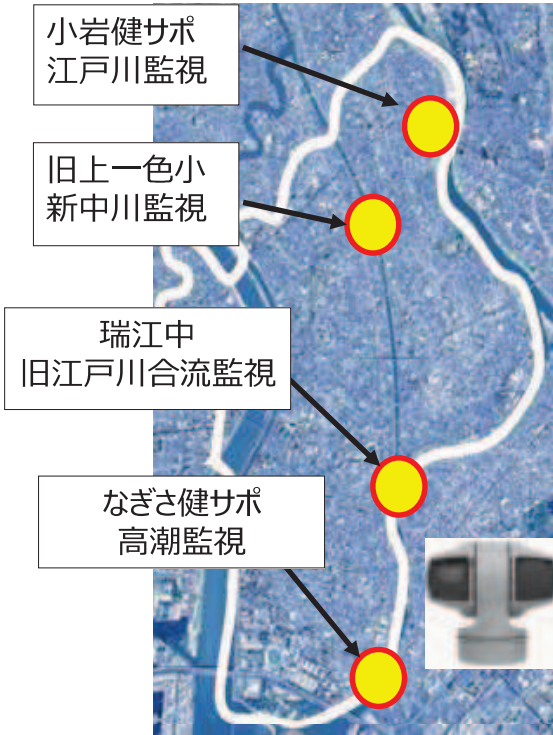 小岩健サポ
江戸川監視
旧上一色小
新中川監視
瑞江中
旧江戸川合流監視
なぎさ健サポ
高潮監視